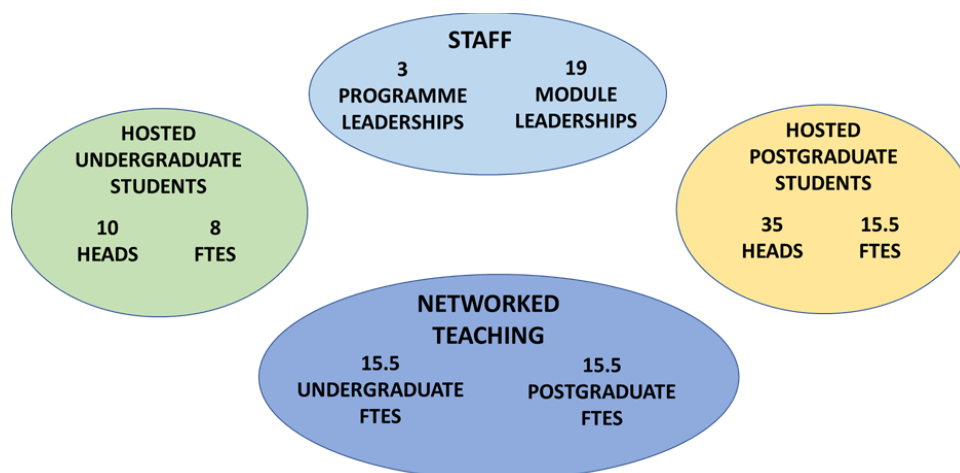 STAFF
3
PROGRAMME
LEADERSHIPS
19
MODULE
LEADERSHIPS
HOSTED
UNDERGRADUATE
STUDENTS
10
HEADS
8
FTES
HOSTED
POSTGRADUATE
STUDENTS
35
HEADS
15.5
FTES
NETWORKED
TEACHING
15.5
UNDERGRADUATE
FTES
15.5
POSTGRADUATE
FTES